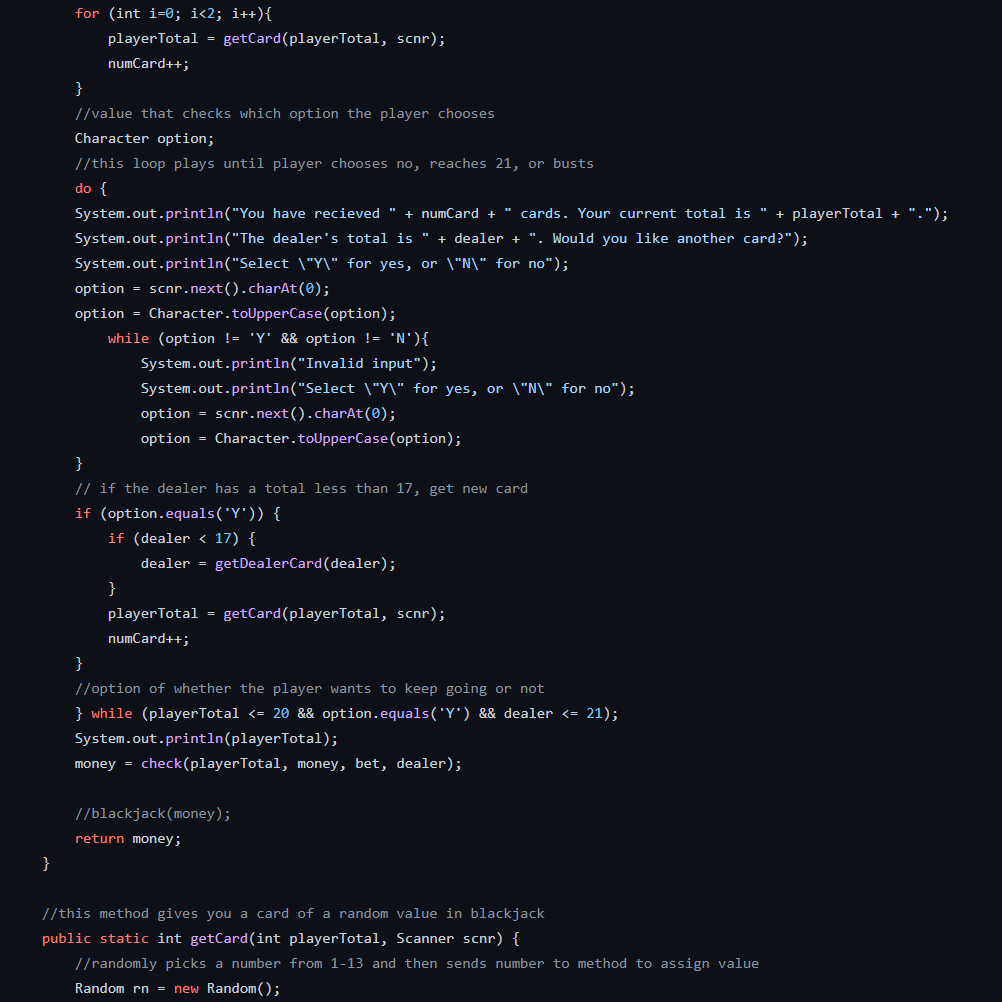 for (int i=0; i<2; i++){
playerTotal = getCard(playerTotal, scnr);
numCard++;
}
//value that checks which option the player chooses
Character option;
//this loop plays until player chooses no, reaches 21, or busts
do {
System.out.println("You have recieved " + numCard + " cards. Your current total is " + playerTotal + ".");
System.out.println("The dealer's total is " + dealer + ". Would you like another card?");
System.out.println("Select \"Y\" for yes, or \"N\" for no");
option = scnr.next().charAt(0);
option = Character.toUpperCase(option);
while (option != 'Y' && option != 'N'){
System.out.println("Invalid input");
System.out.println("Select \"Y\" for yes, or \"N\" for no");
option = scnr.next().charAt(0);
option = Character.toUpperCase(option);
}
// if the dealer has a total less than 17, get new card
if (option.equals('Y')) {
if (dealer < 17) {
dealer = getDealerCard(dealer);
}
playerTotal = getCard(playerTotal, scnr);
numCard++;
}
//option of whether the player wants to keep going or not
} while (playerTotal <= 20 && option.equals('Y') && dealer <= 21);
System.out.println(playerTotal);
money = check(playerTotal, money, bet, dealer);
//blackjack(money);
return money;
}
//this method gives you a card of a random value in blackjack
public static int getCard(int playerTotal, Scanner scnr) {
//randomly picks a number from 1-13 and then sends number to method to assign value
Random rn = new Random();